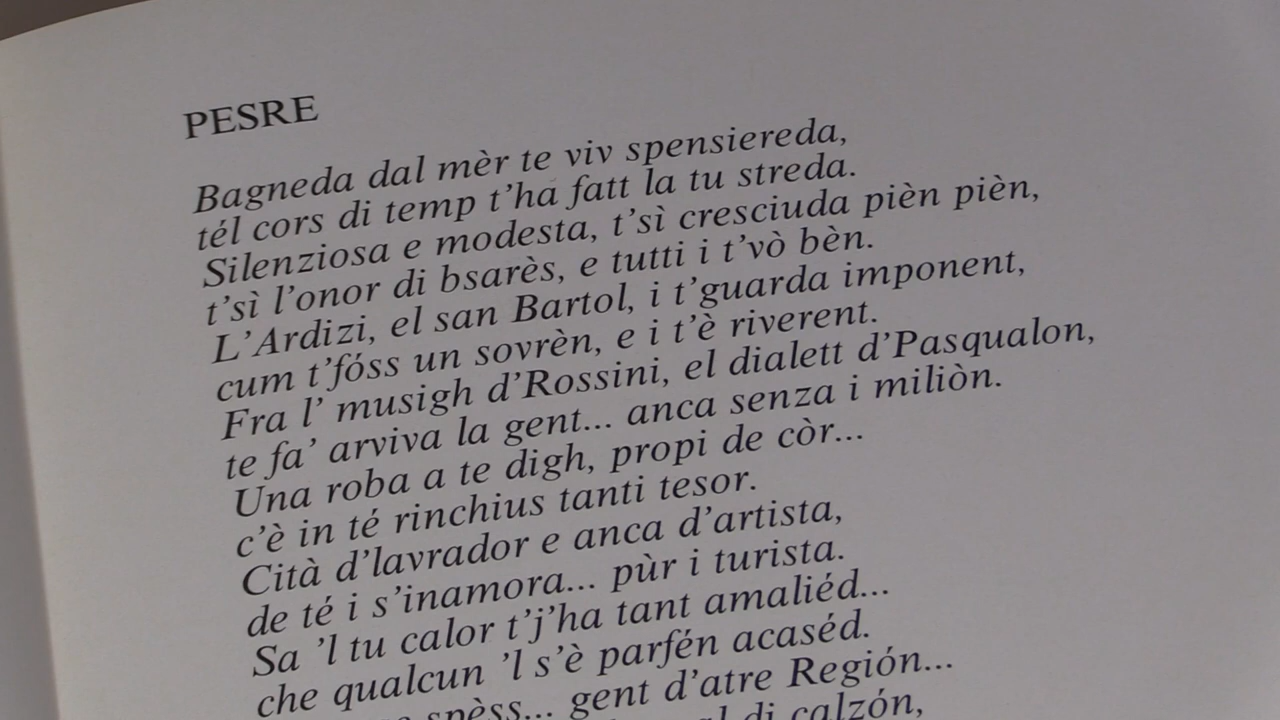 PESRE
Bagneda dal mèr te viv spensiereda,
tél cors di temp t'ha fatt la tu streda.
Silenziosa e modesta, t'sì cresciuda pièn pièn,
t'sì l'onor di bsarès, e tutti i t'vò bèn.
L'Ardizi, el san Bartol, i t'guarda imponent,
cum t'fóss un sovrèn, e i t'è riverent.
Fra l' musigh d'Rossini, el dialett d'Pasqualon,
te fa' arviva la gent... anca senza i miliòn.
Una roba a te digh, propi de còr...
c'è in té rinchius tanti tesor.
Cità d'lavrador e anca d'artista,
de té i s'inamora... pùr i turista.
Sa 'l tu calor t'j'ha tant amaliéd...
che qualcun 'l s'è parfén acaséd.
spèss... gent d'atre Región...
di calzón,